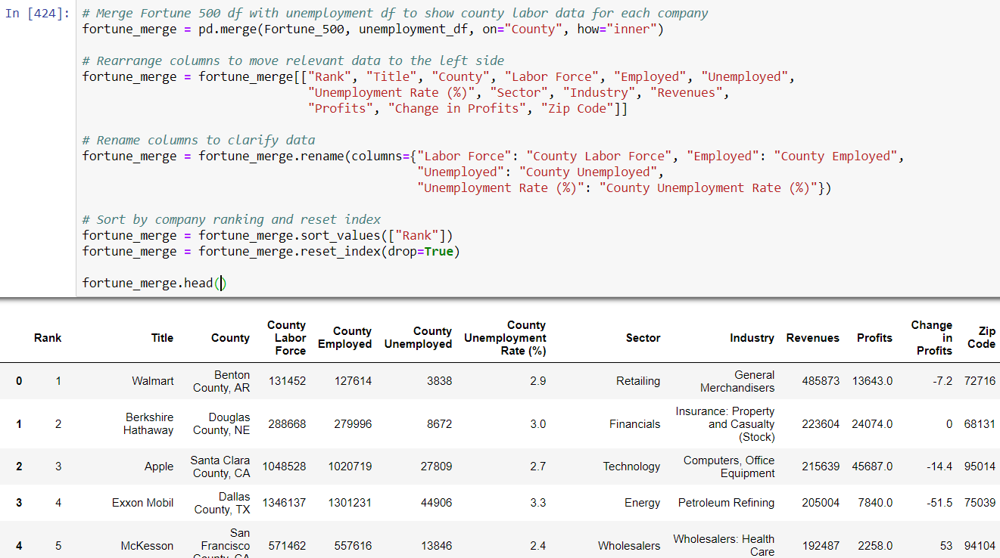 In [424]:
# Merge Fortune 500 df with unemployment df to show county labor data for each company
fortune_merge = pd.merge(Fortune_500, unemployment_df, on="County", how="inner")
# Rearrange columns to move relevant data to the left side
fortune_merge = fortune_merge[["Rank", "Title", "County", "Labor Force", "Employed", "Unemployed",
"Unemployment Rate (%)", "Sector", "Industry", "Revenues",
"Profits", "Change in Profits", "Zip Code"]]
# Rename columns to clarify data
fortune_merge = fortune_merge.rename(columns={"Labor Force": "County Labor Force", "Employed": "County Employed",
"Unemployed": "County Unemployed",
"Unemployment Rate (%)": "County Unemployment Rate (%)"})
# Sort by company ranking and reset index
fortune_merge = fortune_merge.sort_values(["Rank"])
fortune_merge = fortune_merge.reset_index(drop=True)
fortune_merge.head()
Rank Title County County Labor Force County Employed County Unemployed County Unemployment Rate (%) Sector Industry Revenues Profits Change in Profits Zip Code
0 1 Walmart Benton County, AR 131452 127614 3838 2.9 Retailing General Merchandisers 485873 13643.0 -7.2 72716
1 2 Berkshire Hathaway Douglas County, NE 288668 279996 8672 3.0 Financials Insurance: Property and Casualty (Stock) 223604 24074.0 0 68131
2 3 Apple Santa Clara County, CA 1048528 1020719 27809 2.7 Technology Computers, Office Equipment 215639 45687.0 -14.4 95014
3 4 Exxon Mobil Dallas County, TX 1346137 1301231 44906 3.3 Energy Petroleum Refining 205004 7840.0 -51.5 75039
4 5 McKesson San Francisco County, CA 571462 557616 13846 2.4 Wholesalers Wholesalers: Health Care 192487 2258.0 53 94104